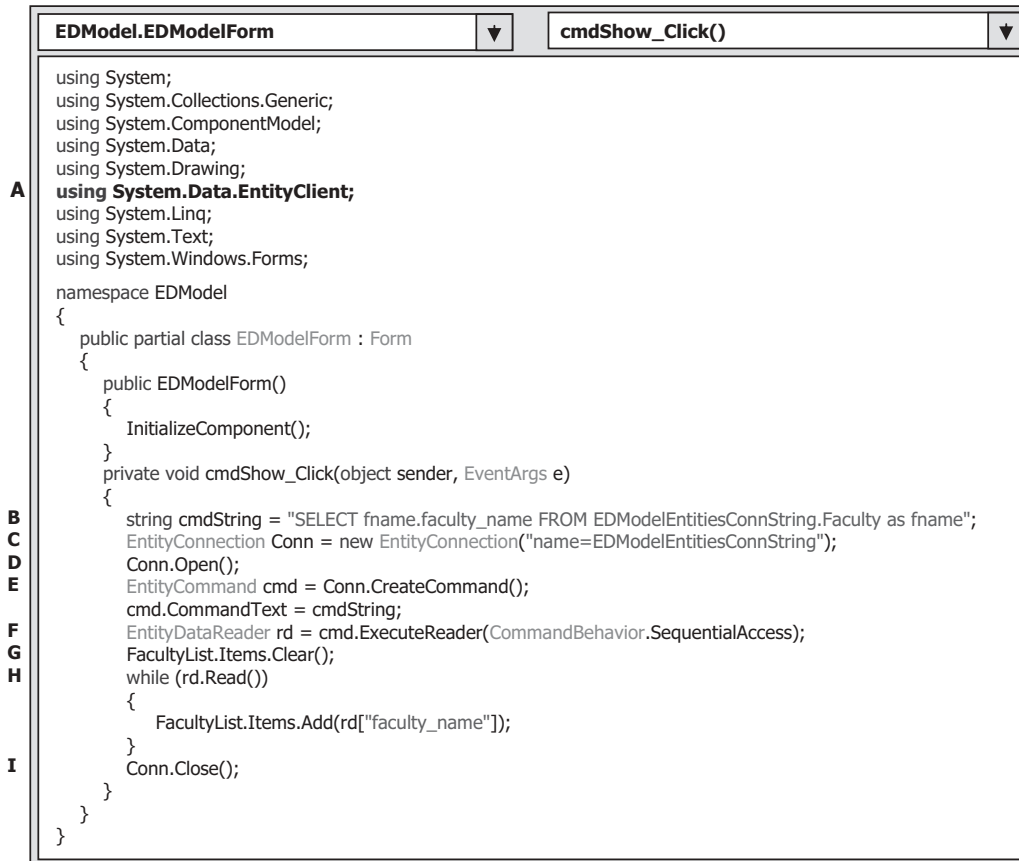 EDModel.EDModelForm cmdShow_Click()
using System;
using System.Collections.Generic;
using System.ComponentModel;
using System.Data;
using System.Drawing;
A using System.Data.EntityClient;
using System.Linq;
using System.Text;
using System.Windows.Forms;
namespace EDModel
{
public partial class EDModelForm : Form
{
public EDModelForm()
{
InitializeComponent();
}
private void cmdShow_Click(object sender, EventArgs e)
{
B string cmdString = "SELECT fname.faculty_name FROM EDModelEntitiesConnString.Faculty as fname";
C EntityConnection Conn = new EntityConnection("name=EDModelEntitiesConnString");
D Conn.Open();
E EntityCommand cmd = Conn.CreateCommand();
cmd.CommandText = cmdString;
F EntityDataReader rd = cmd.ExecuteReader(CommandBehavior.SequentialAccess);
G FacultyList.Items.Clear();
H while (rd.Read())
{
FacultyList.Items.Add(rd["faculty_name"]);
}
I Conn.Close();
}
}
}